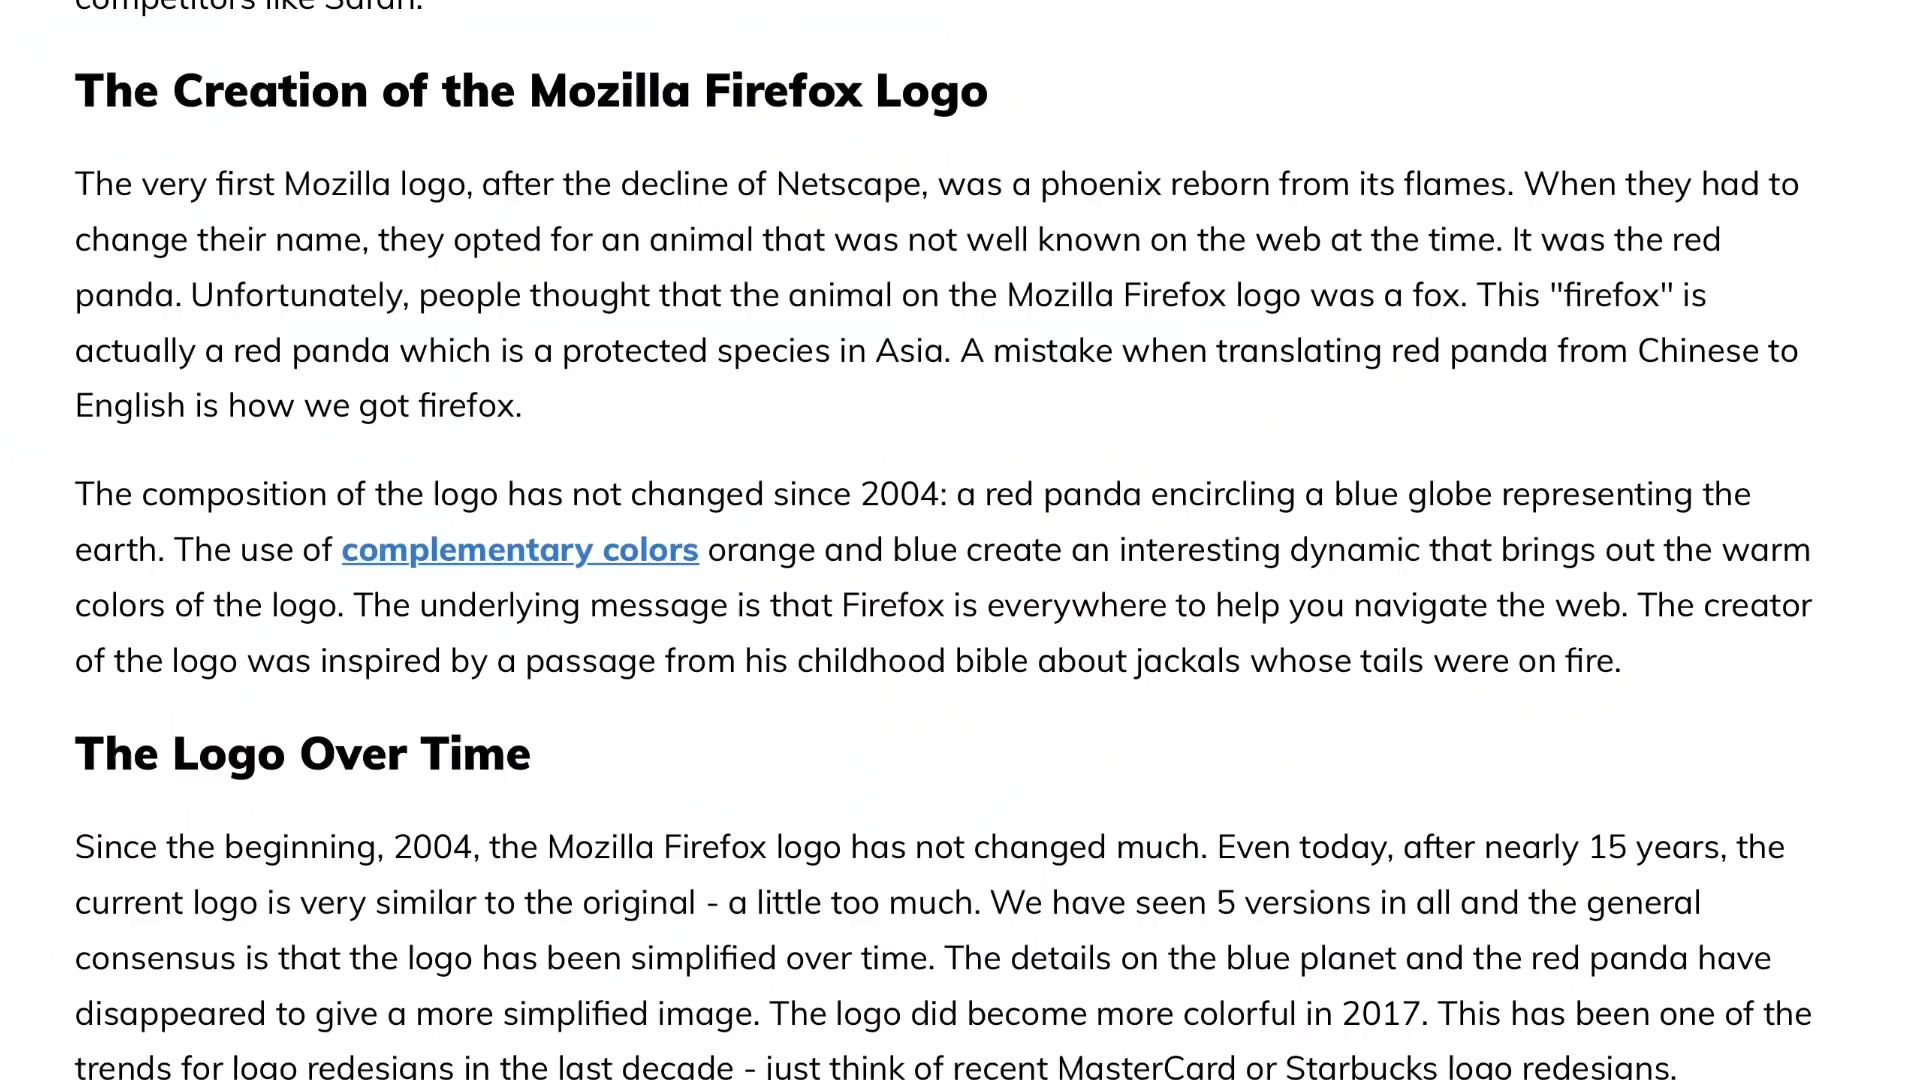 competitors like Safari.
The Creation of the Mozilla Firefox Logo
The very first Mozilla logo, after the decline of Netscape, was a phoenix reborn from its flames. When they had to
change their name, they opted for an animal that was not well known on the web at the time. It was the red
panda. Unfortunately, people thought that the animal on the Mozilla Firefox logo was a fox. This "firefox" is
actually a red panda which is a protected species in Asia. A mistake when translating red panda from Chinese to
English is how we got firefox.
The composition of the logo has not changed since 2004: a red panda encircling a blue globe representing the
earth. The use of complementary colors orange and blue create an interesting dynamic that brings out the warm
colors of the logo. The underlying message is that Firefox is everywhere to help you navigate the web. The creator
of the logo was inspired by a passage from his childhood bible about jackals whose tails were on fire.
The Logo Over Time
Since the beginning, 2004, the Mozilla Firefox logo has not changed much. Even today, after nearly 15 years, the
current logo is very similar to the original - a little too much. We have seen 5 versions in all and the general
consensus is that the logo has been simplified over time. The details on the blue planet and the red panda have
disappeared to give a more simplified image. The logo did become more colorful in 2017. This has been one of the
trends for logo redesigns in the last decade - just think of recent MasterCard or Starbucks logo redesigns.